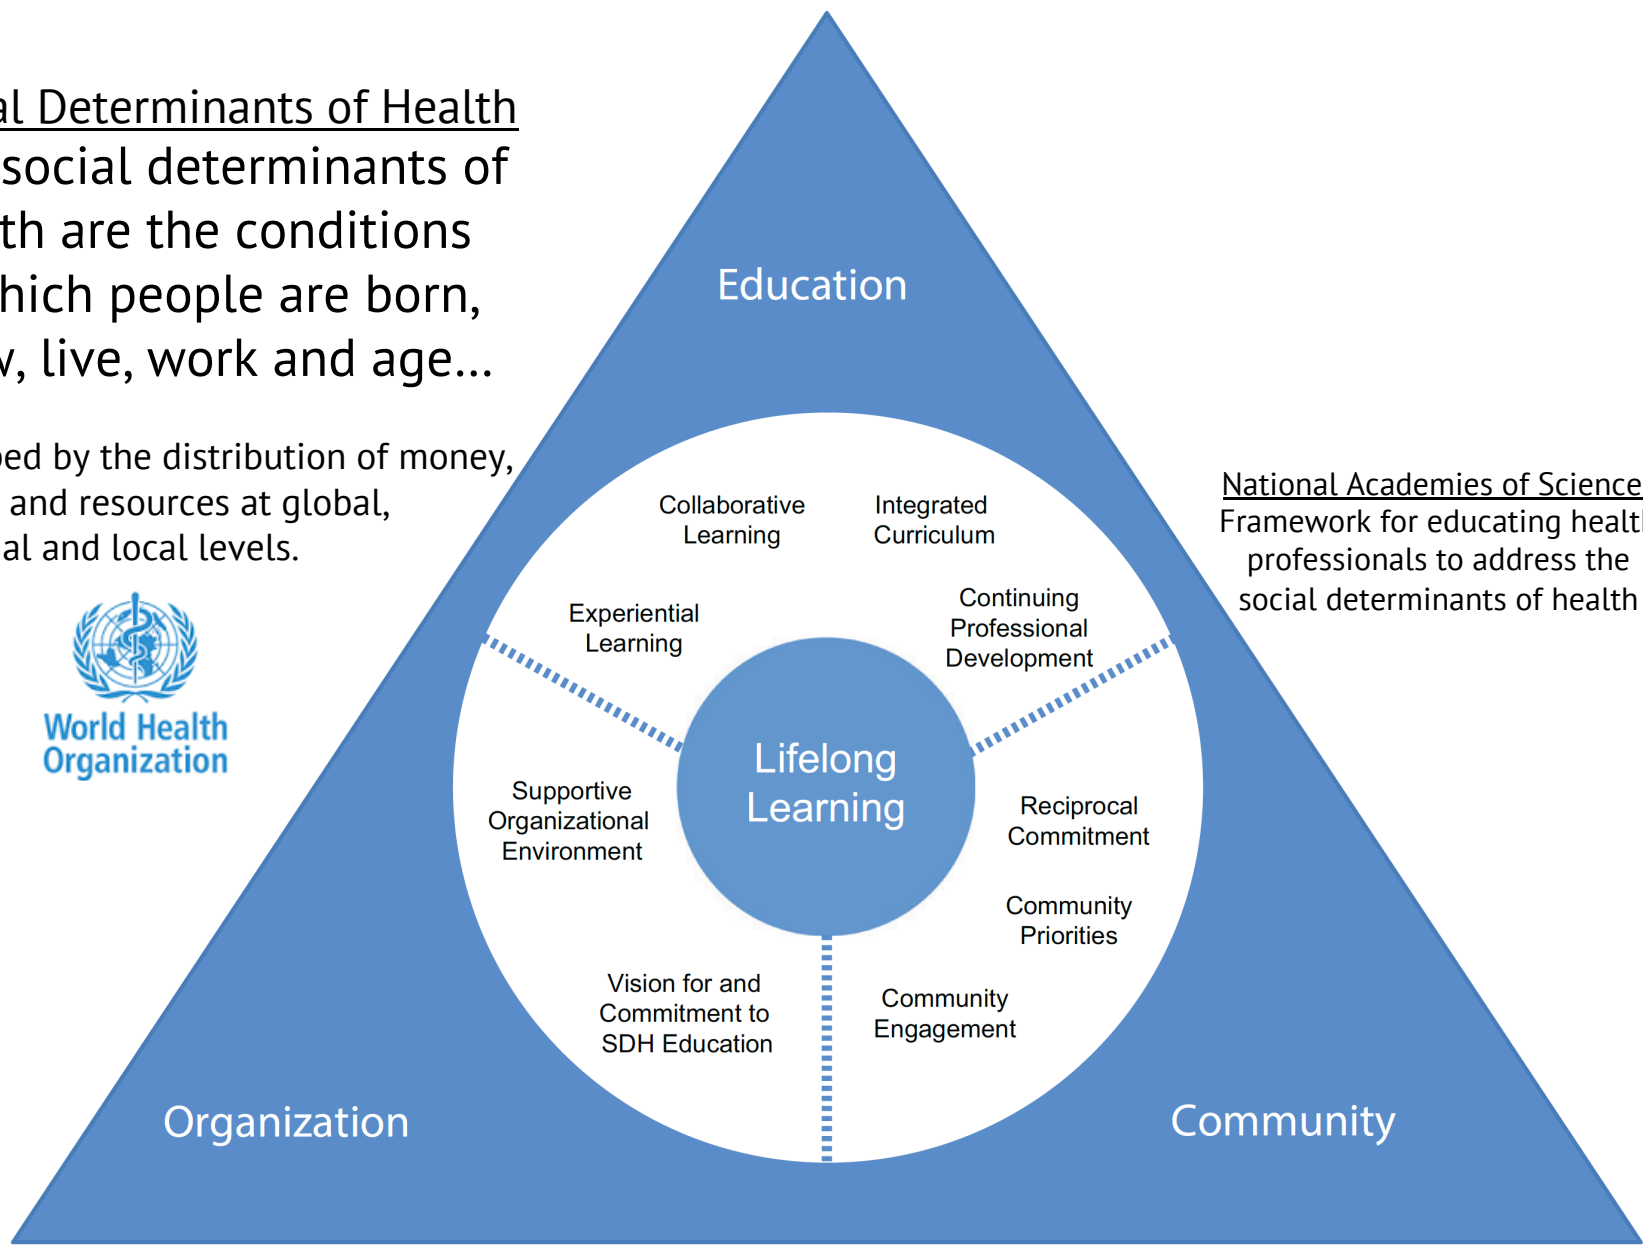 al Determinants of Health
social determinants of
th are the conditions
hich people are born,
w, live, work and age...
ped by the distribution of money,
and resources at global,
al and local levels.
World Health
Organization
Education
Collaborative
Learning
Integrated
Curriculum
Experiential
Learning
Continuing
Professional
Development
Lifelong
Learning
Supportive
Organizational
Environment
Reciprocal
Commitment
Community
Priorities
Vision for and
Commitment to
SDH Education
Community
Engagement
Organization
Community
National Academies of Science
Framework for educating healt
professionals to address the
social determinants of health